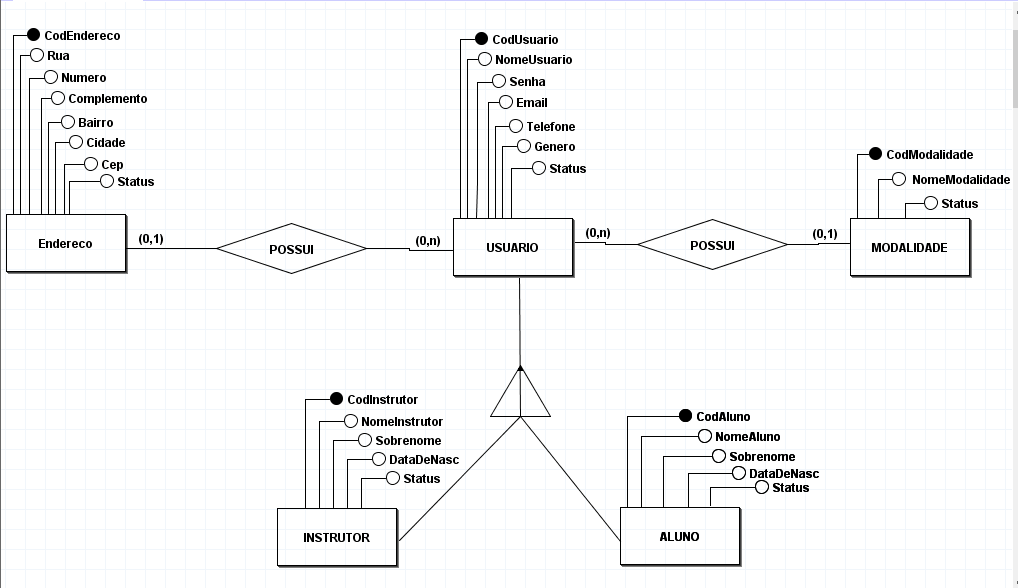 CodEndereco
Rua
Numero
Complemento
Bairro
Cidade
Cep
Status
Endereco
(0,1)
POSSUI
(0,n)
CodUsuario
NomeUsuario
Senha
Email
Telefone
Genero
Status
USUARIO
(0,n)
POSSUI
(0,1)
CodModalidade
NomeModalidade
Status
MODALIDADE
CodInstrutor
NomeInstrutor
Sobrenome
DataDeNasc
Status
INSTRUTOR
CodAluno
NomeAluno
Sobrenome
DataDeNasc
Status
ALUNO